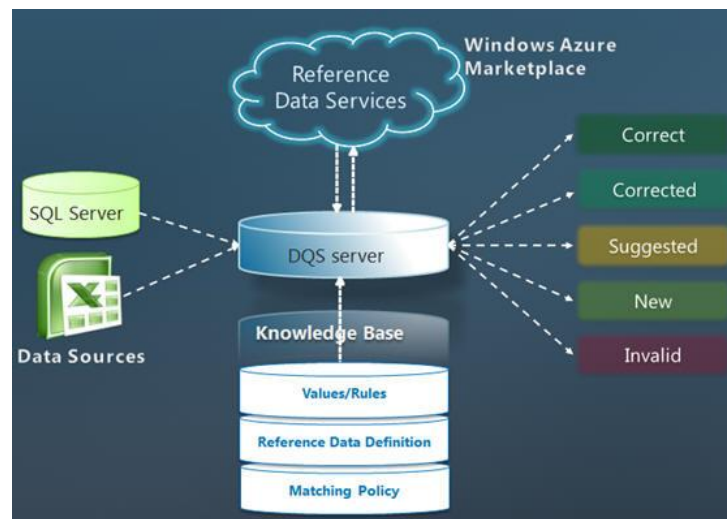 Windows Azure
Marketplace
Reference
Data Services
Correct
Corrected
Suggested
New
Invalid
SQL Server
DQS server
Data Sources
Knowledge Base
Values/Rules
Reference Data Definition
Matching Policy